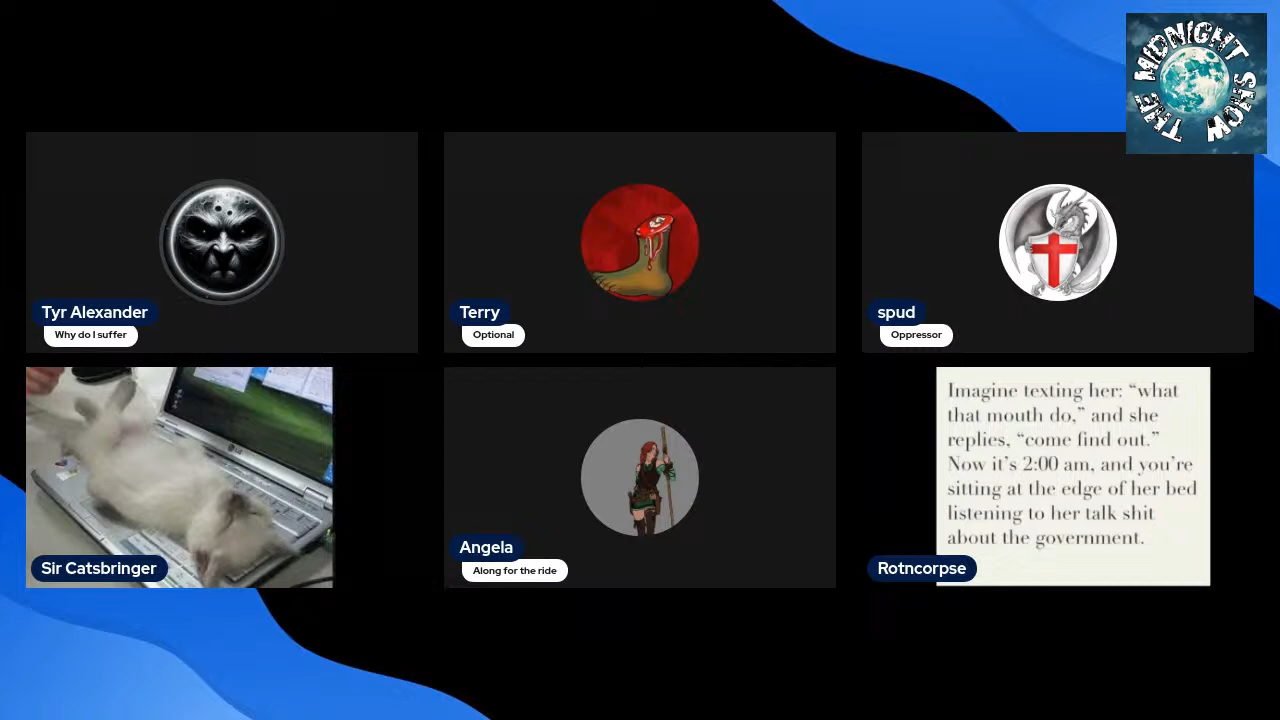 THE MIDNIGHT SHOW
Tyr Alexander
Why do I suffer
Terry
Optional
spud
Oppressor
Sir Catsbringer
Angela
Along for the ride
Imagine texting her: “what
that mouth do,” and she
replies, “come find out.”
Now it’s 2:00 am, and you’re
sitting at the edge of her bed
listening to her talk shit
about the government.
Rotncorpse